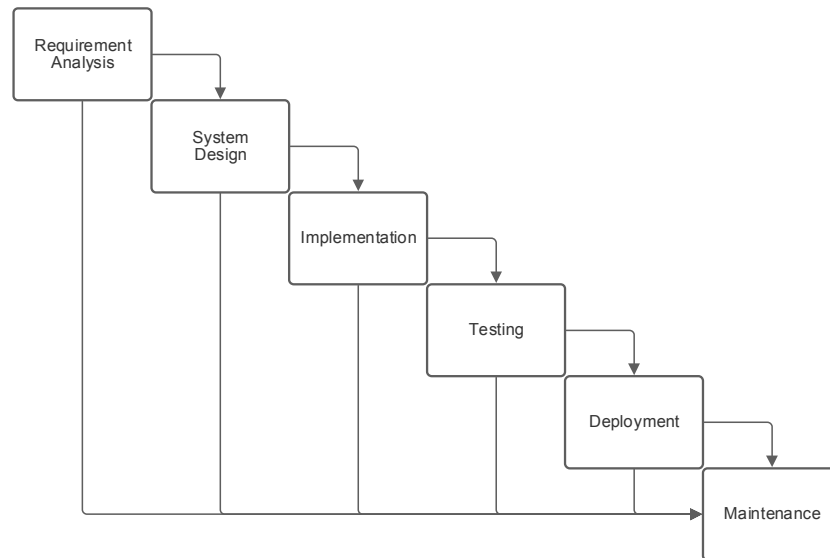 Requirement
Analysis
System
Design
Implementation
Testing
Deployment
Maintenance